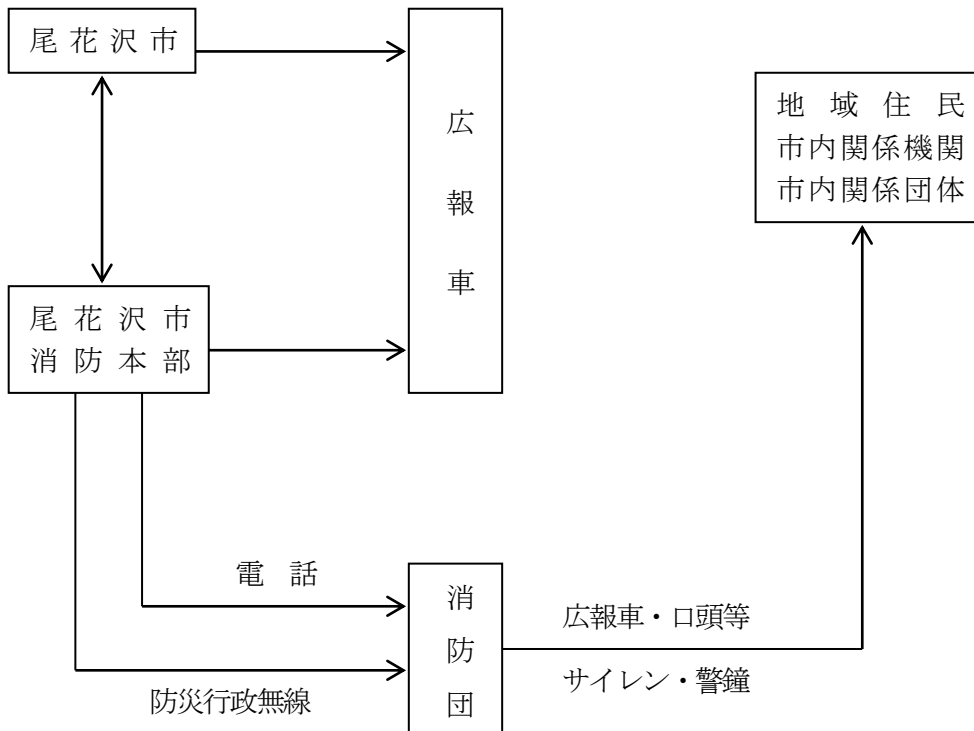 尾花沢市
広報車
地域住民
市内関係機関
市内関係団体
尾花沢市
消防本部
電話
消防団
広報車・口頭等
サイレン・警鐘
防災行政無線